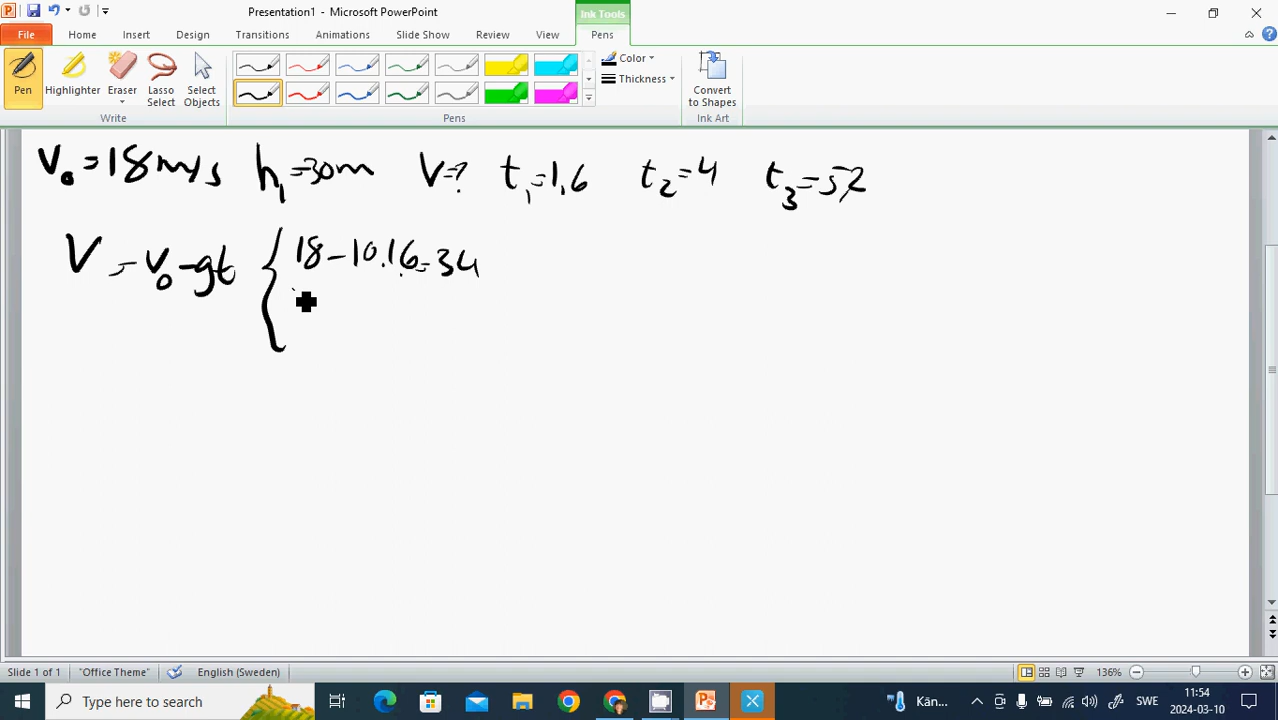 Presentation1 - Microsoft PowerPoint
Ink Tools
File Home Insert Design Transitions Animations Slide Show Review View Pens
Pen Highlighter Eraser Lasso Select Select Objects
Color
Thickness
Convert to Shapes
Write Pens Ink Art
v₀=18m/s h₁=30m V=? t₁=1,6 t₂=4 t₃=5,2
V = v₀-gt { 18-10.1,6=34
Slide 1 of 1 "Office Theme" English (Sweden) 136%
Type here to search Kän... SWE 11:54
2024-03-10